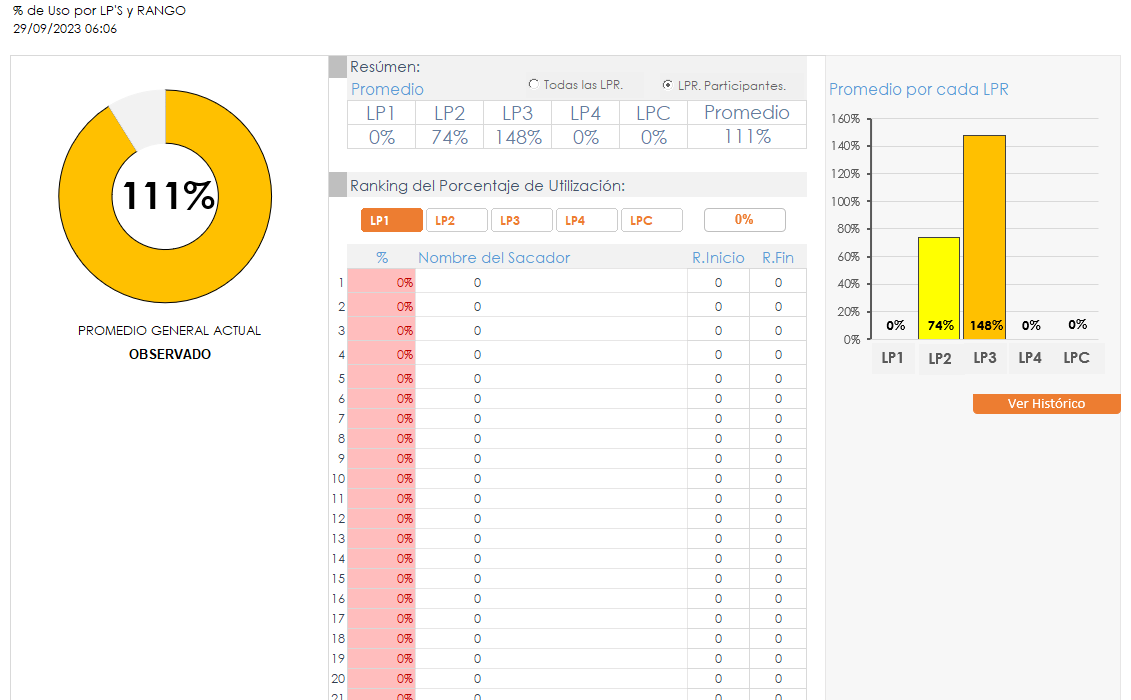 % de Uso por LP'S y RANGO
29/09/2023 06:06
111%
PROMEDIO GENERAL ACTUAL
OBSERVADO
Resúmen:
Promedio
Todas las LPR.
LPR. Participantes.
LP1 LP2 LP3 LP4 LPC Promedio
0% 74% 148% 0% 0% 111%
Ranking del Porcentaje de Utilización:
LP1 LP2 LP3 LP4 LPC 0%
% Nombre del Sacador R.Inicio R.Fin
1 0% 0 0 0
2 0% 0 0 0
3 0% 0 0 0
4 0% 0 0 0
5 0% 0 0 0
6 0% 0 0 0
7 0% 0 0 0
8 0% 0 0 0
9 0% 0 0 0
10 0% 0 0 0
11 0% 0 0 0
12 0% 0 0 0
13 0% 0 0 0
14 0% 0 0 0
15 0% 0 0 0
16 0% 0 0 0
17 0% 0 0 0
18 0% 0 0 0
19 0% 0 0 0
20 0% 0 0 0
21 0% 0 0 0
Promedio por cada LPR
160%
140%
120%
100%
80%
60%
40%
20%
0%
0% 74% 148% 0% 0%
LP1 LP2 LP3 LP4 LPC
Ver Histórico